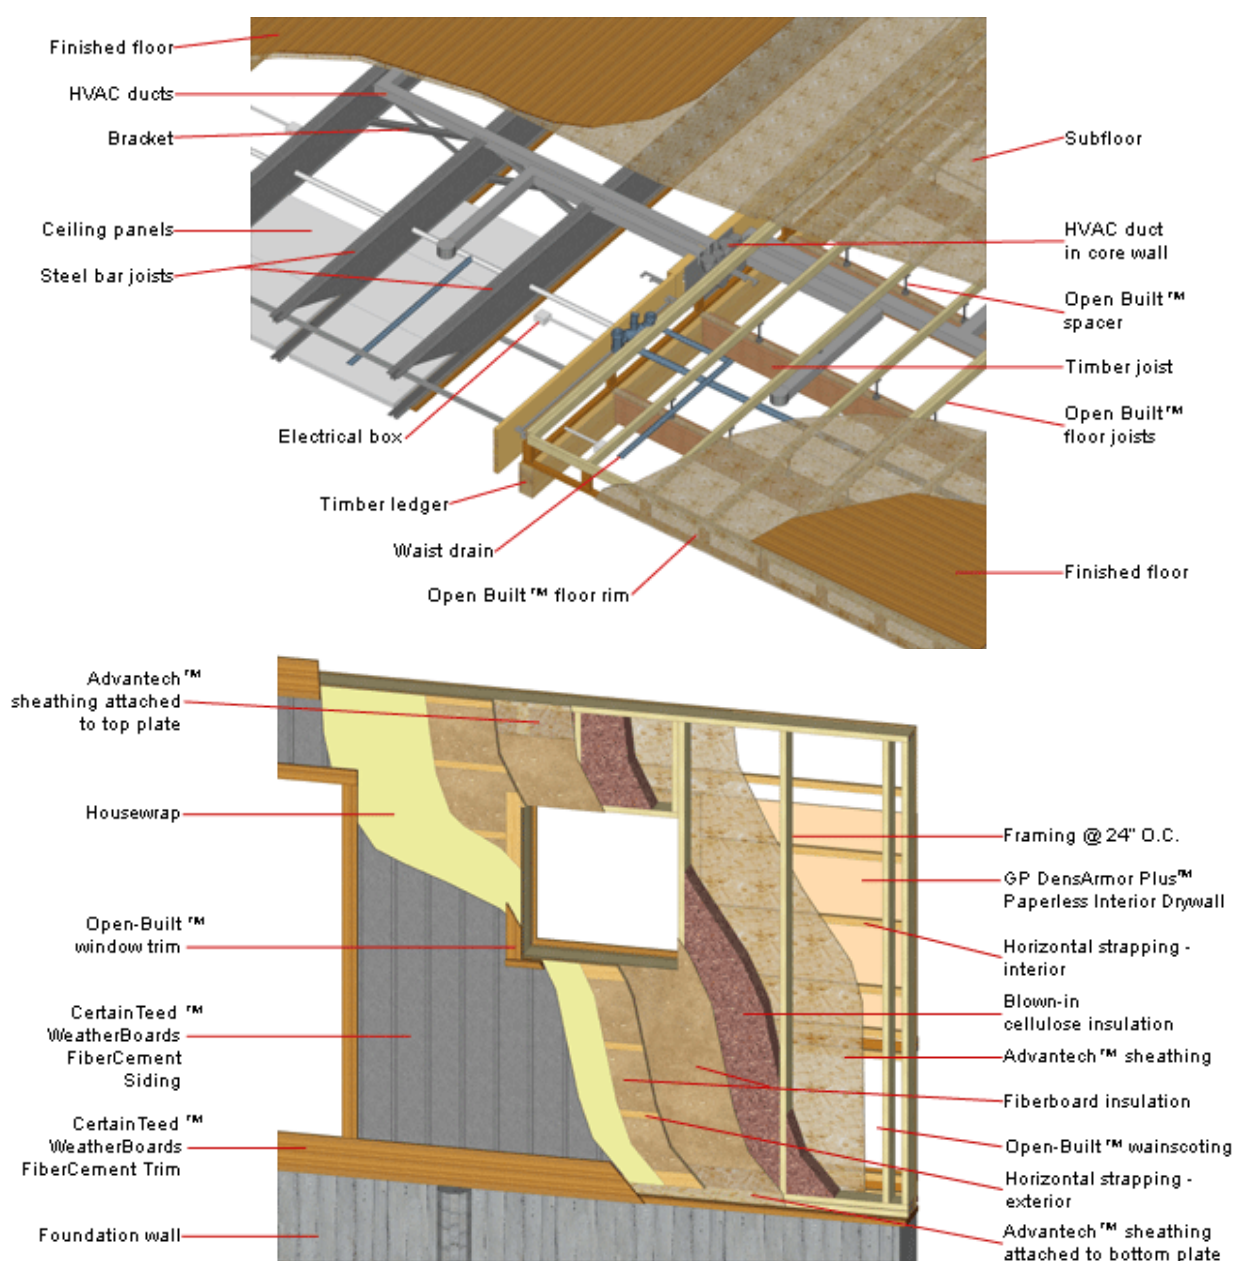 Finished floor
HVAC ducts
Bracket
Ceiling panels
Steel bar joists
Electrical box
Timber ledger
Waist drain
Open Built™ floor rim
Subfloor
HVAC duct
in core wall
Open Built™
spacer
Timber joist
Open Built™
floor joists
Finished floor
Advantech™
sheathing attached
to top plate
Housewrap
Open-Built™
window trim
CertainTeed™
WeatherBoards
FiberCement
Siding
CertainTeed™
WeatherBoards
FiberCement Trim
Foundation wall
Framing @ 24" O.C.
GP DensArmor Plus™
Paperless Interior Drywall
Horizontal strapping -
interior
Blown-in
cellulose insulation
Advantech™ sheathing
Fiberboard insulation
Open-Built™ wainscoting
Horizontal strapping -
exterior
Advantech™ sheathing
attached to bottom plate